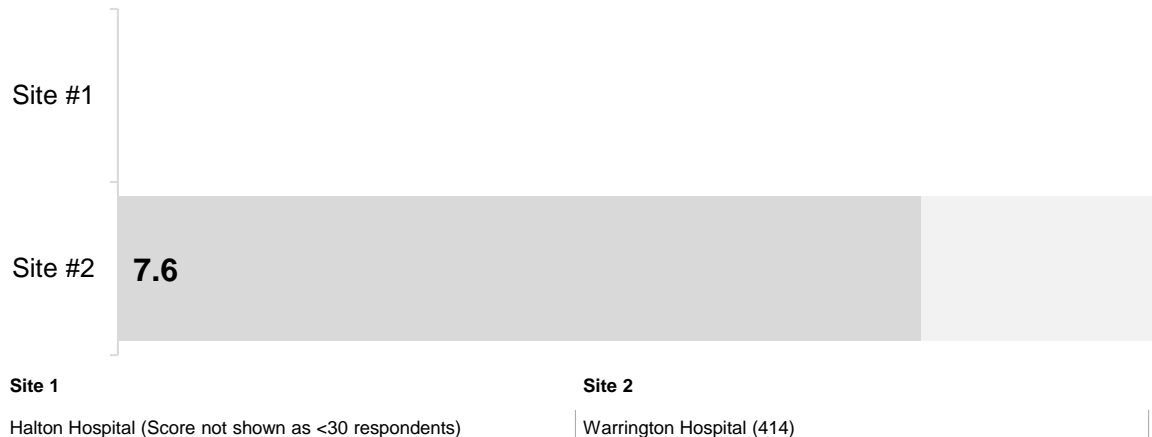 Site #1
Site #2
7.6
Site 1
Site 2
Halton Hospital (Score not shown as <30 respondents)
Warrington Hospital (414)